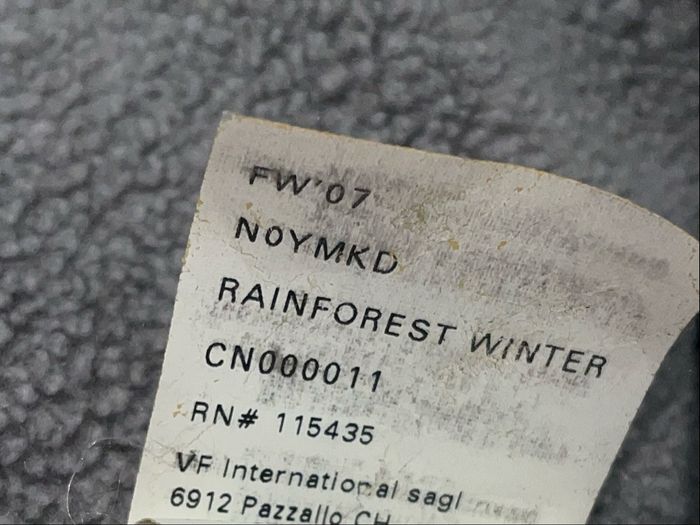 FW'07
N0YMKD
RAINFOREST WINTER
CN000011
RN# 115435
VF International sagl
6912 Pazzallo CH